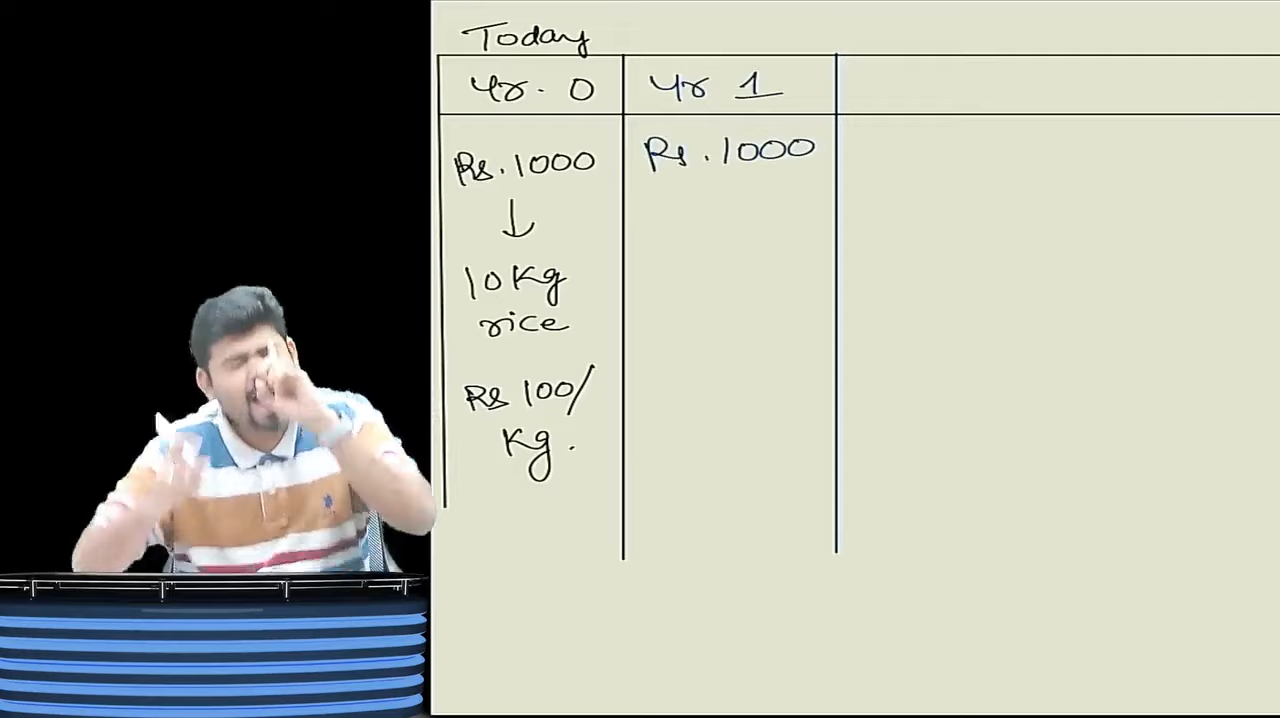 Today
Yr. 0
Yr 1
Rs. 1000
Rs. 1000
↓
10 Kg
rice
Rs 100/
Kg.